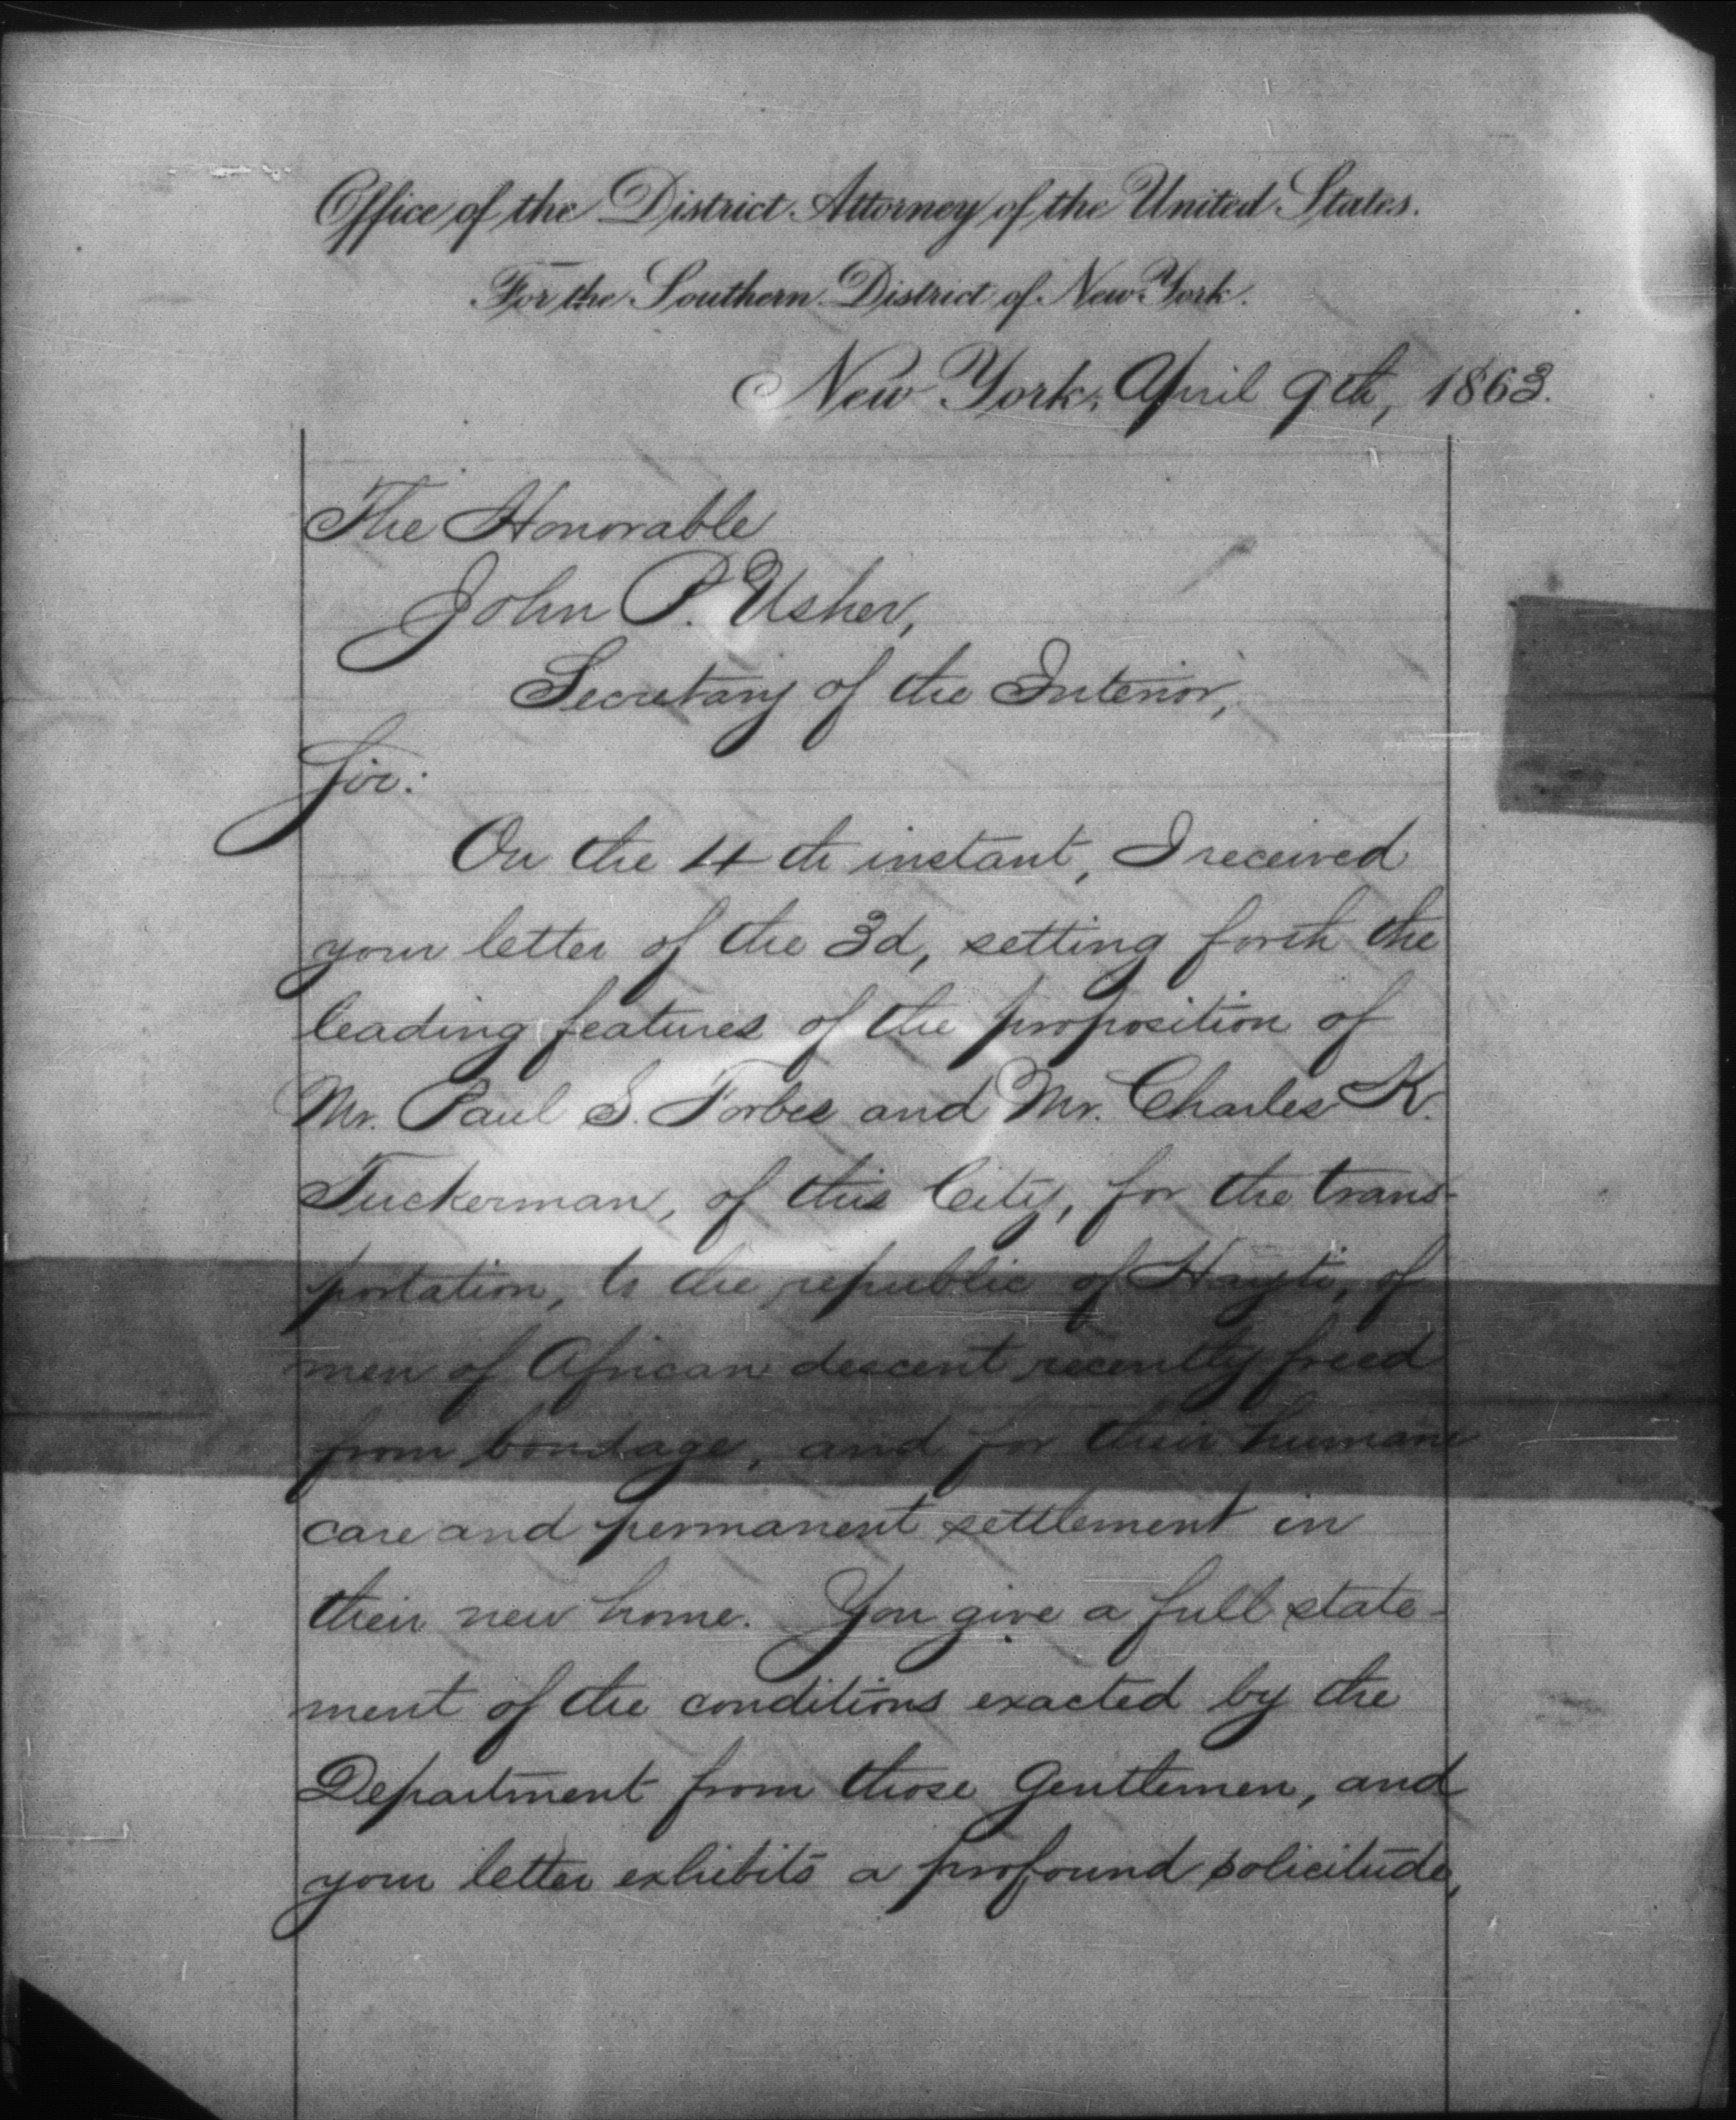 Office of the District Attorney of the United States.
For the Southern District of New York.
New York, April 9th, 1863.
The Honorable
John P. Usher,
Secretary of the Interior,
Sir:
On the 4th instant, I received
your letter of the 3d, setting forth the
leading features of the proposition of
Mr. Paul S. Forbes and Mr. Charles K.
Tuckerman, of this City, for the trans-
portation, to the republic of Hayti, of
men of African descent recently freed
from bondage, and for their humane
care and permanent settlement in
their new home. You give a full state-
ment of the conditions exacted by the
Department from those gentlemen, and
your letter exhibits a profound solicitude,